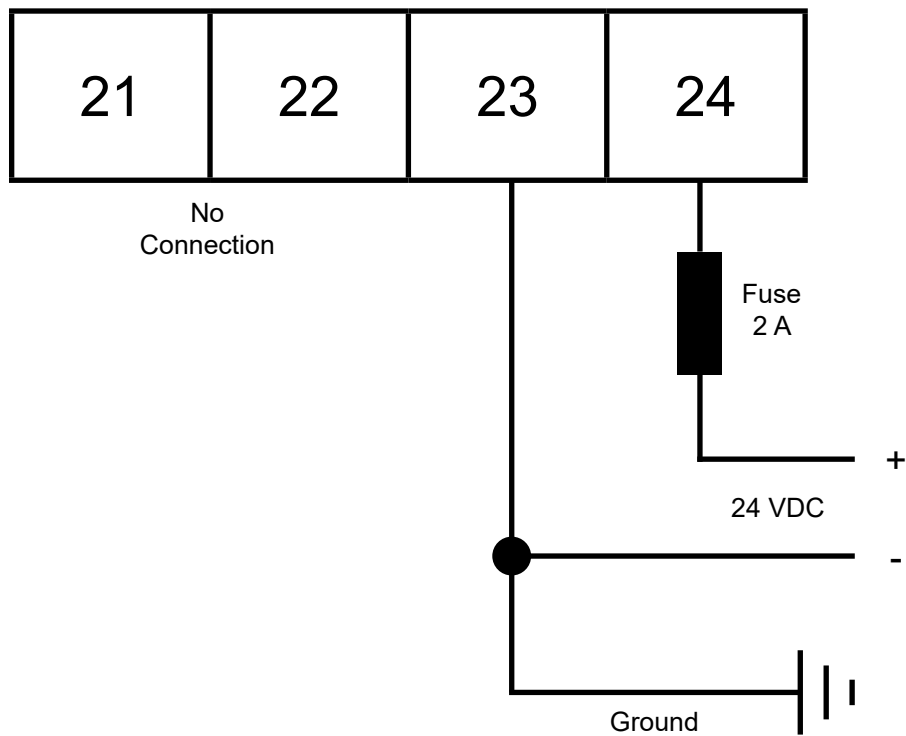 21 22 23 24
No
Connection
Fuse
2 A
+
24 VDC
-
Ground